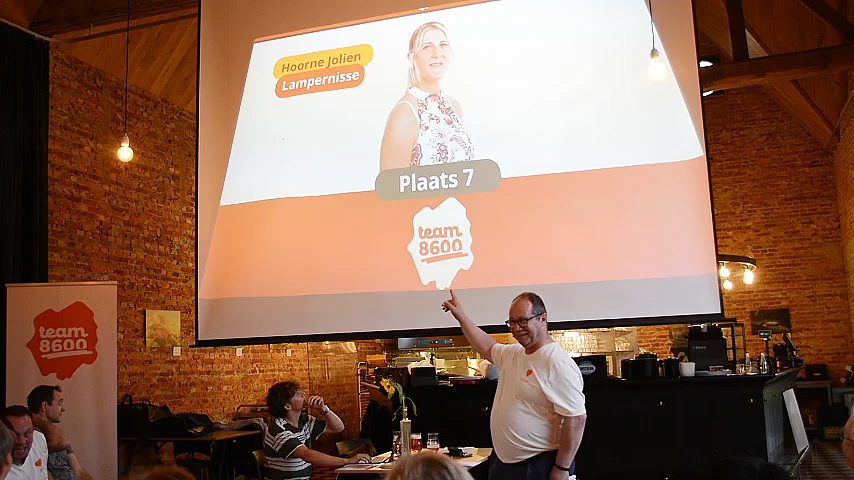 Hoorne Jolien
Lampernisse
Plaats 7
team
8600
team
8600